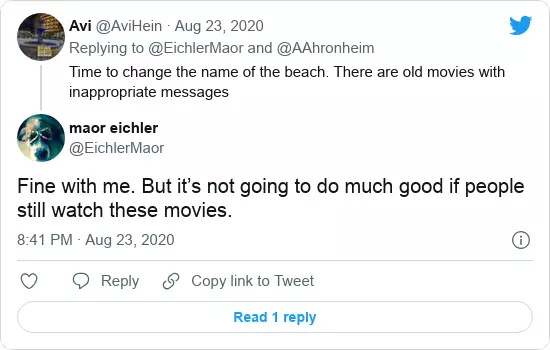 Avi @AviHein · Aug 23, 2020
Replying to @EichlerMaor and @AAhronheim
Time to change the name of the beach. There are old movies with
inappropriate messages
maor eichler
@EichlerMaor
Fine with me. But it’s not going to do much good if people
still watch these movies.
8:41 PM · Aug 23, 2020
Reply
Copy link to Tweet
Read 1 reply